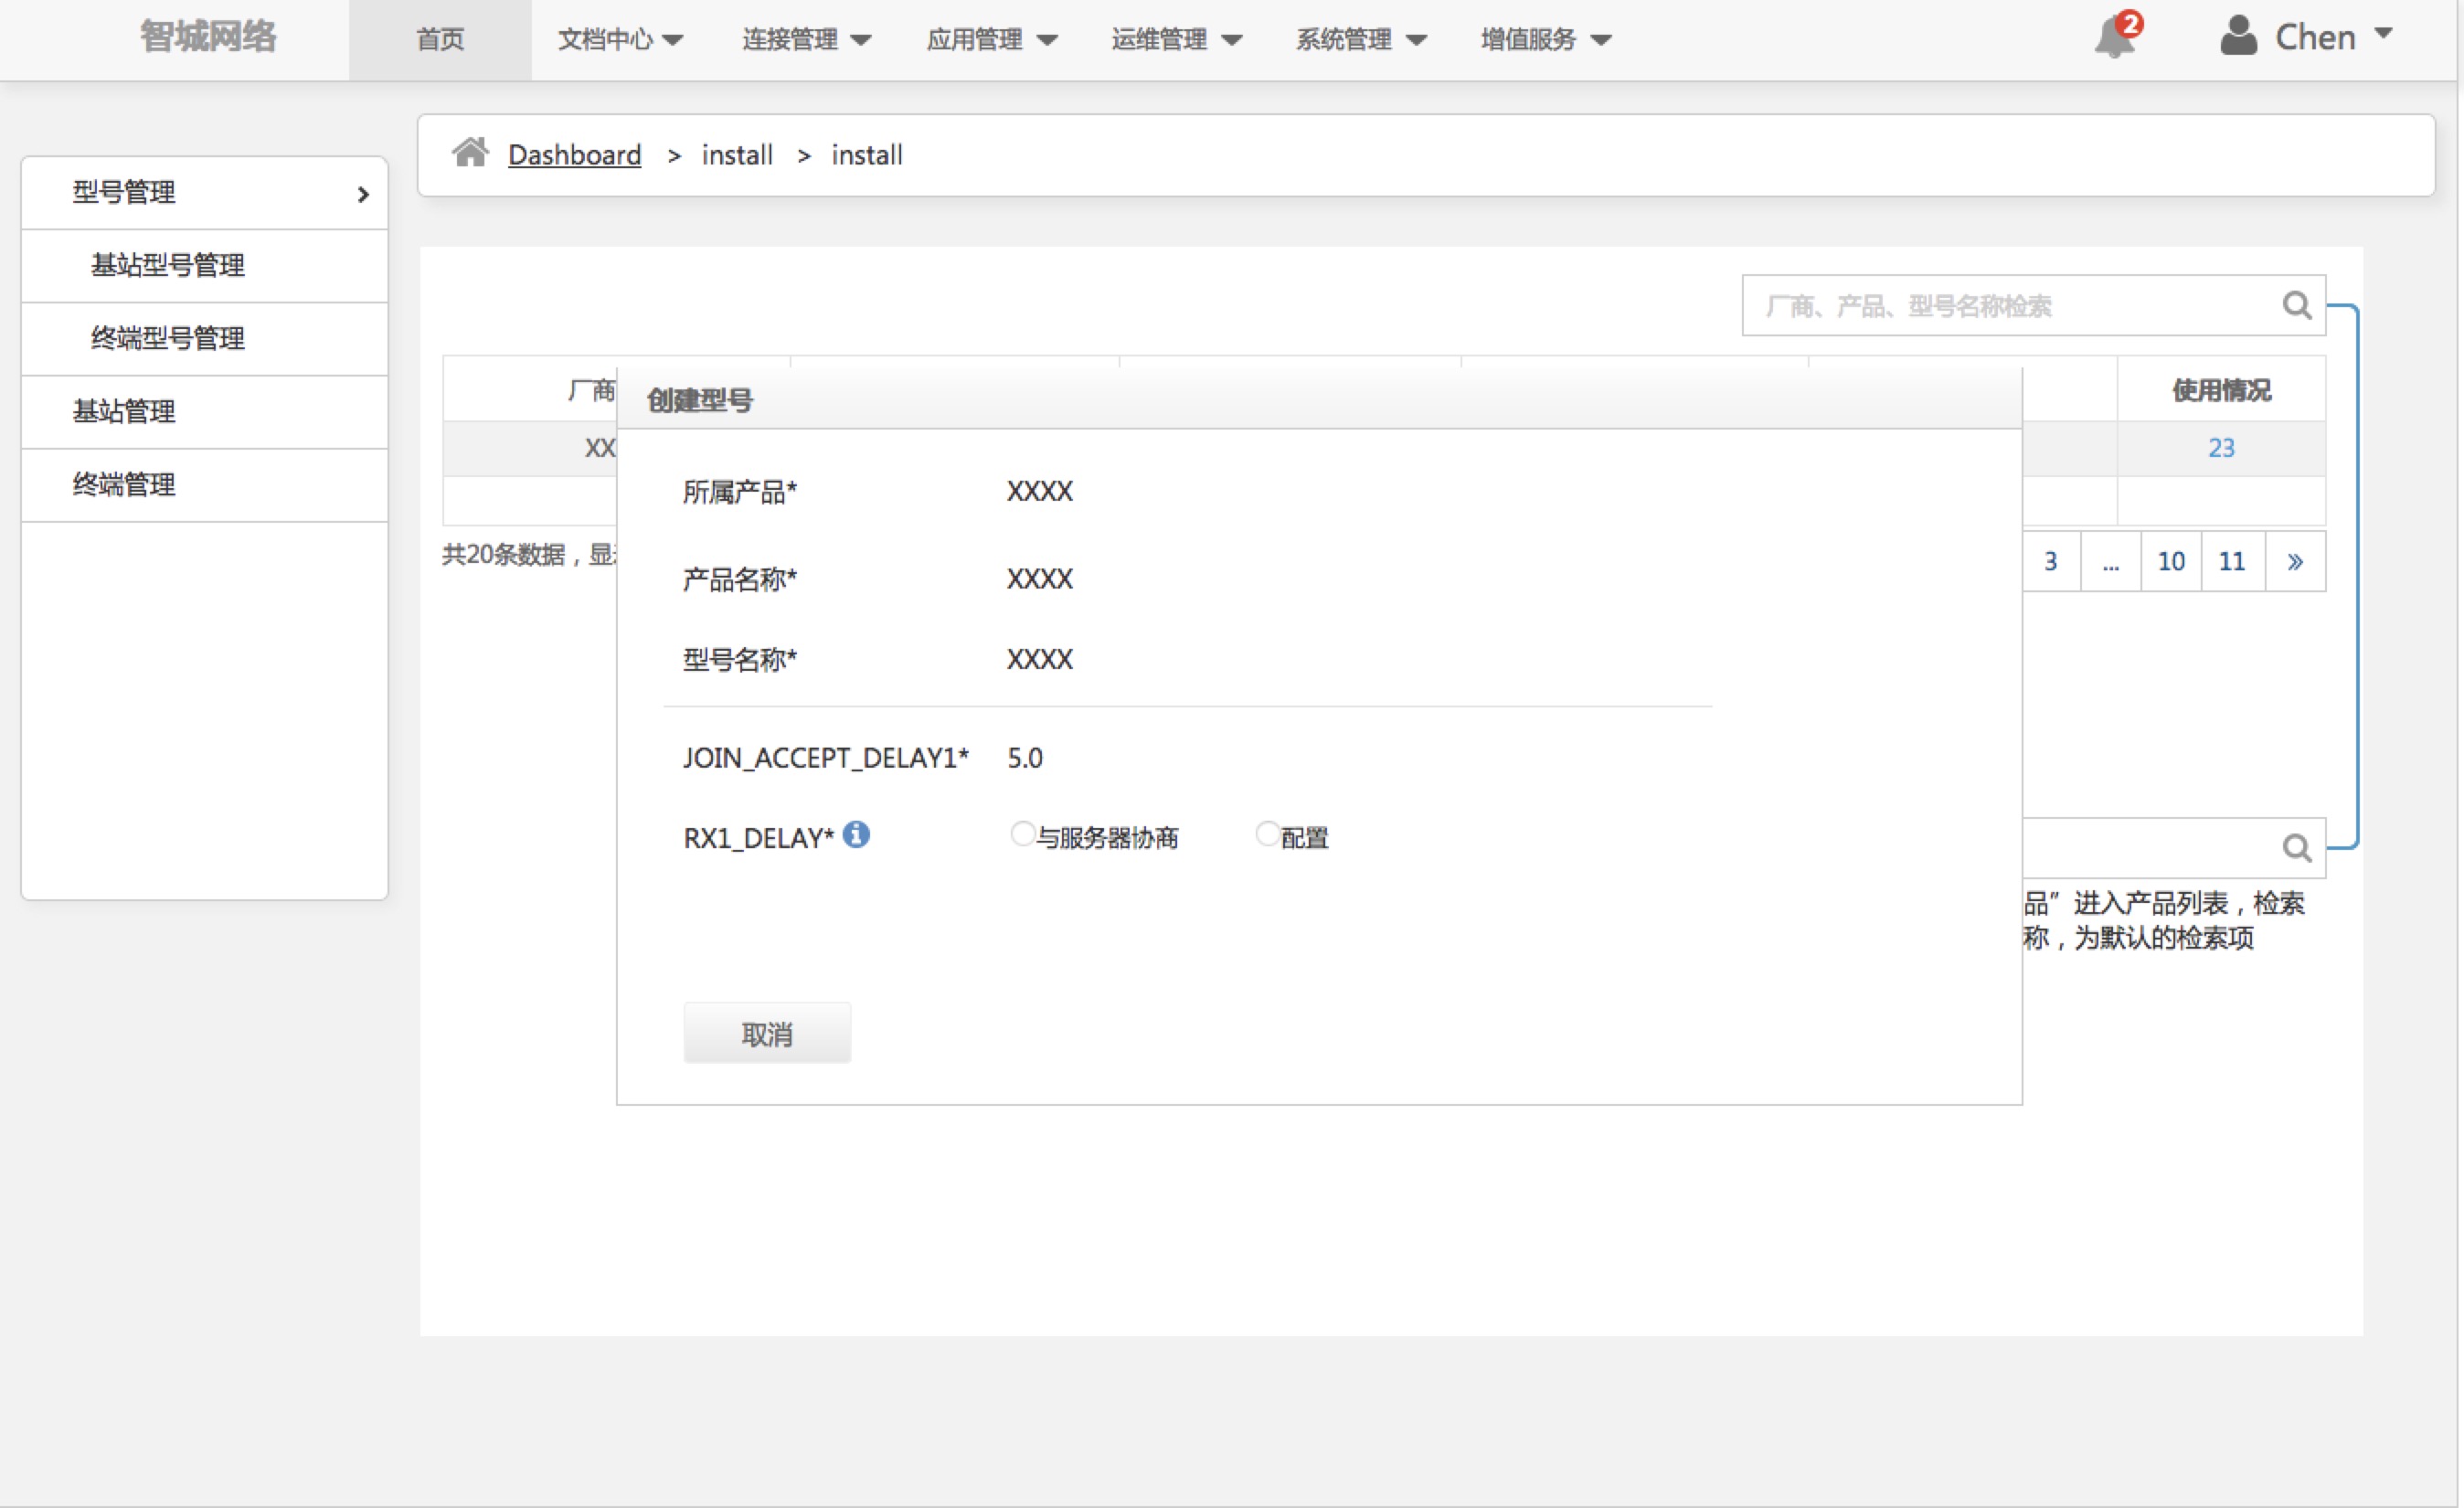 智城网络 首页 文档中心 连接管理 应用管理 运维管理 系统管理 增值服务 2 Chen
Dashboard > install > install
型号管理
基站型号管理
终端型号管理
基站管理
终端管理
厂商、产品、型号名称检索
厂商 使用情况
XX 23
共20条数据，显
3 ... 10 11 »
创建型号
所属产品* XXXX
产品名称* XXXX
型号名称* XXXX
JOIN_ACCEPT_DELAY1* 5.0
RX1_DELAY* 与服务器协商 配置
取消
品”进入产品列表，检索
称，为默认的检索项